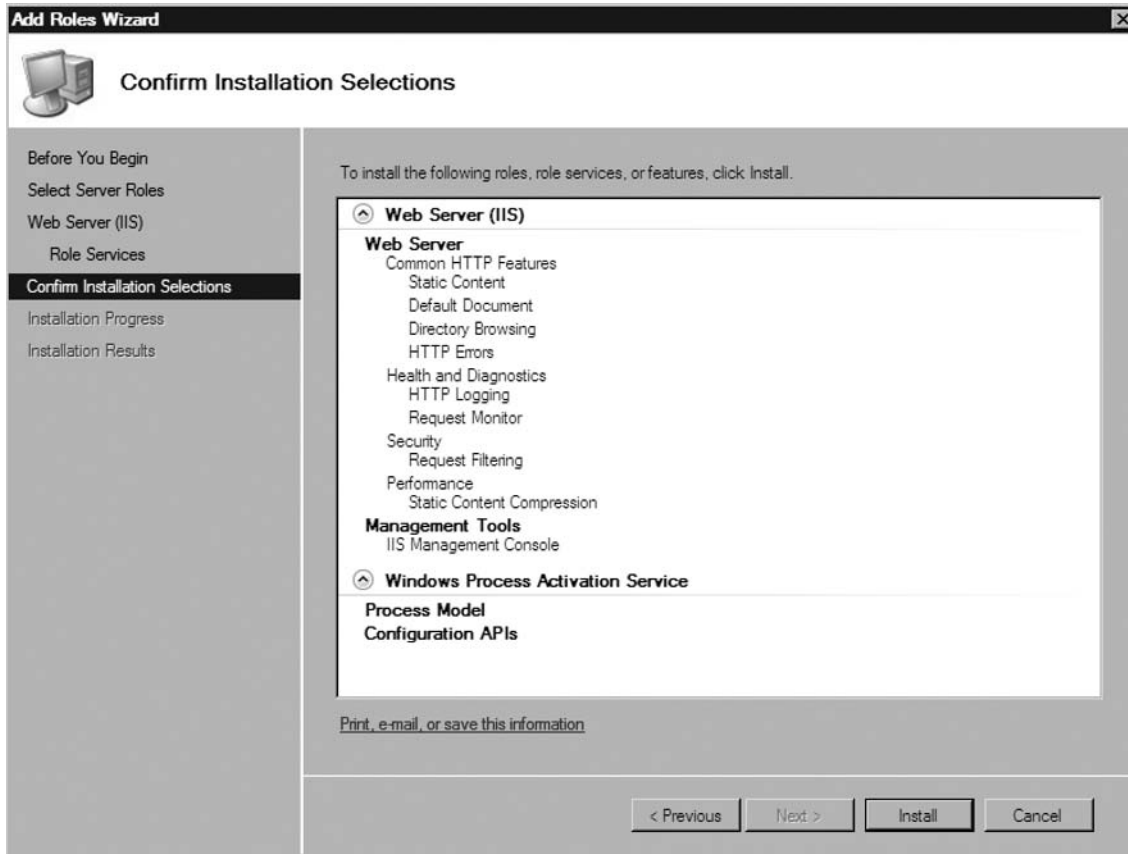 Add Roles Wizard
Confirm Installation Selections
Before You Begin
Select Server Roles
Web Server (IIS)
Role Services
Confirm Installation Selections
Installation Progress
Installation Results
To install the following roles, role services, or features, click Install.
Web Server (IIS)
Web Server
Common HTTP Features
Static Content
Default Document
Directory Browsing
HTTP Errors
Health and Diagnostics
HTTP Logging
Request Monitor
Security
Request Filtering
Performance
Static Content Compression
Management Tools
IIS Management Console
Windows Process Activation Service
Process Model
Configuration APIs
Print, e-mail, or save this information
< Previous Next > Install Cancel